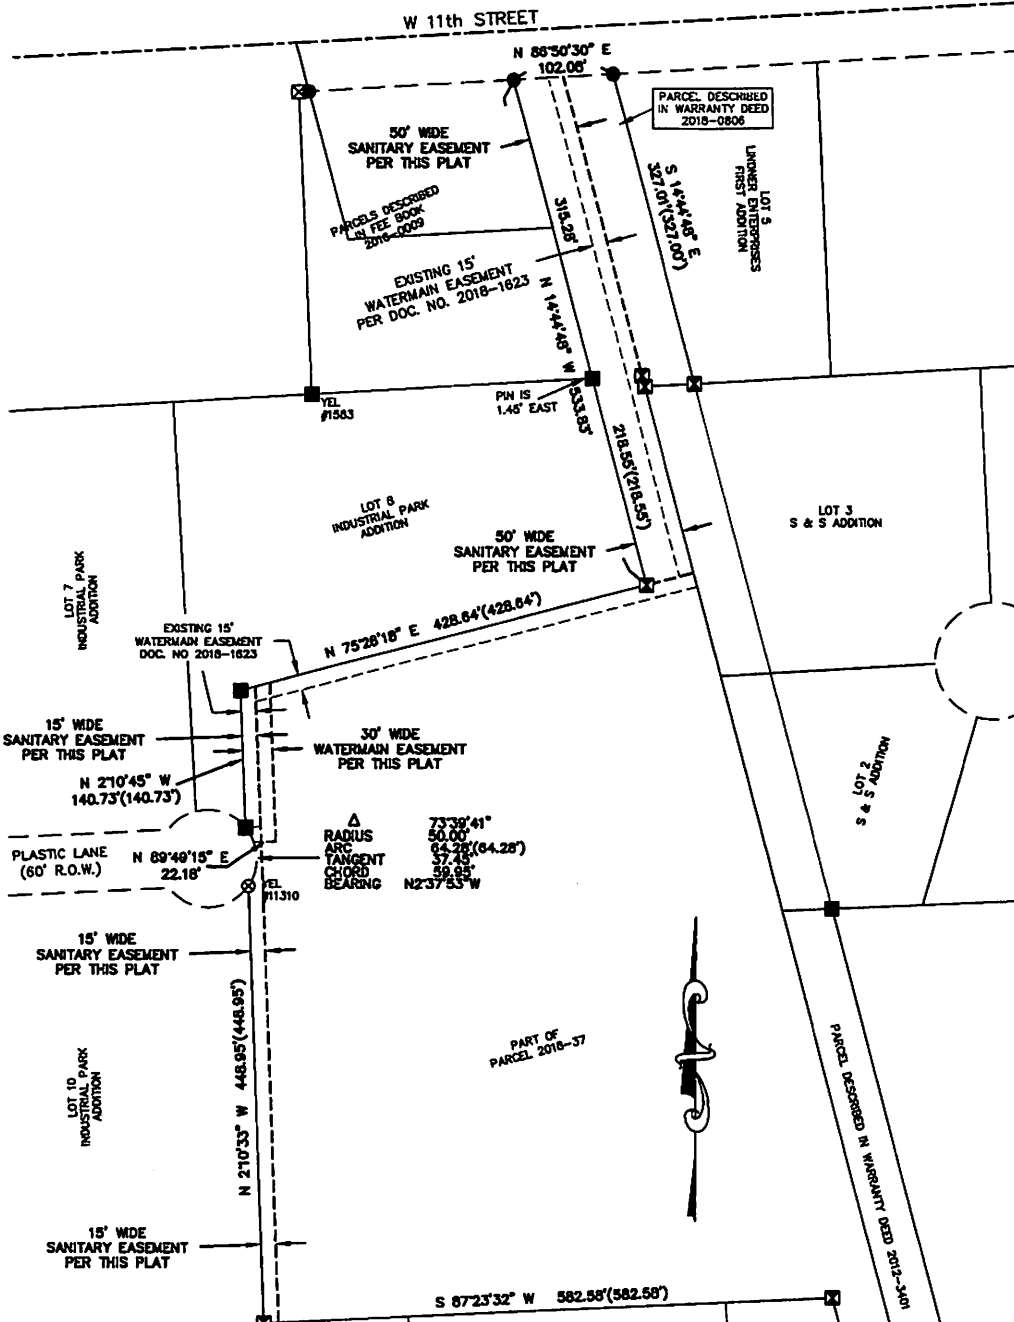 W 11th STREET
N 86°50'30" E
102.06'
PARCEL DESCRIBED
IN WARRANTY DEED
2018-0806
50' WIDE
SANITARY EASEMENT
PER THIS PLAT
LOT 5
LINDNER ENTERPRISES
FIRST ADDITION
S 14°44'48" E
327.01'(327.00')
PARCELS DESCRIBED
IN FEE BOOK
2016-0009
315.28'
EXISTING 15'
WATERMAIN EASEMENT
PER DOC. NO. 2018-1623
N 14°44'48" W 533.83'
YEL
#1583
PIN IS
1.45' EAST
218.55'(218.55')
LOT 8
INDUSTRIAL PARK
ADDITION
LOT 3
S & S ADDITION
50' WIDE
SANITARY EASEMENT
PER THIS PLAT
LOT 7
INDUSTRIAL PARK
ADDITION
N 75°28'18" E 428.64'(428.64')
EXISTING 15'
WATERMAIN EASEMENT
DOC. NO 2018-1623
15' WIDE
SANITARY EASEMENT
PER THIS PLAT
30' WIDE
WATERMAIN EASEMENT
PER THIS PLAT
N 2°10'45" W
140.73'(140.73')
LOT 2
S & S ADDITION
Δ 73°39'41"
RADIUS 50.00'
ARC 64.28'(64.28')
TANGENT 37.45'
CHORD 59.95'
BEARING N2°37'53"W
PLASTIC LANE
(60' R.O.W.)
N 89°49'15" E
22.18'
YEL
#11310
15' WIDE
SANITARY EASEMENT
PER THIS PLAT
N 2°10'33" W 448.95'(448.95')
PART OF
PARCEL 2018-37
LOT 10
INDUSTRIAL PARK
ADDITION
PARCEL DESCRIBED IN WARRANTY DEED 2012-3401
15' WIDE
SANITARY EASEMENT
PER THIS PLAT
S 87°23'32" W 582.58'(582.58')